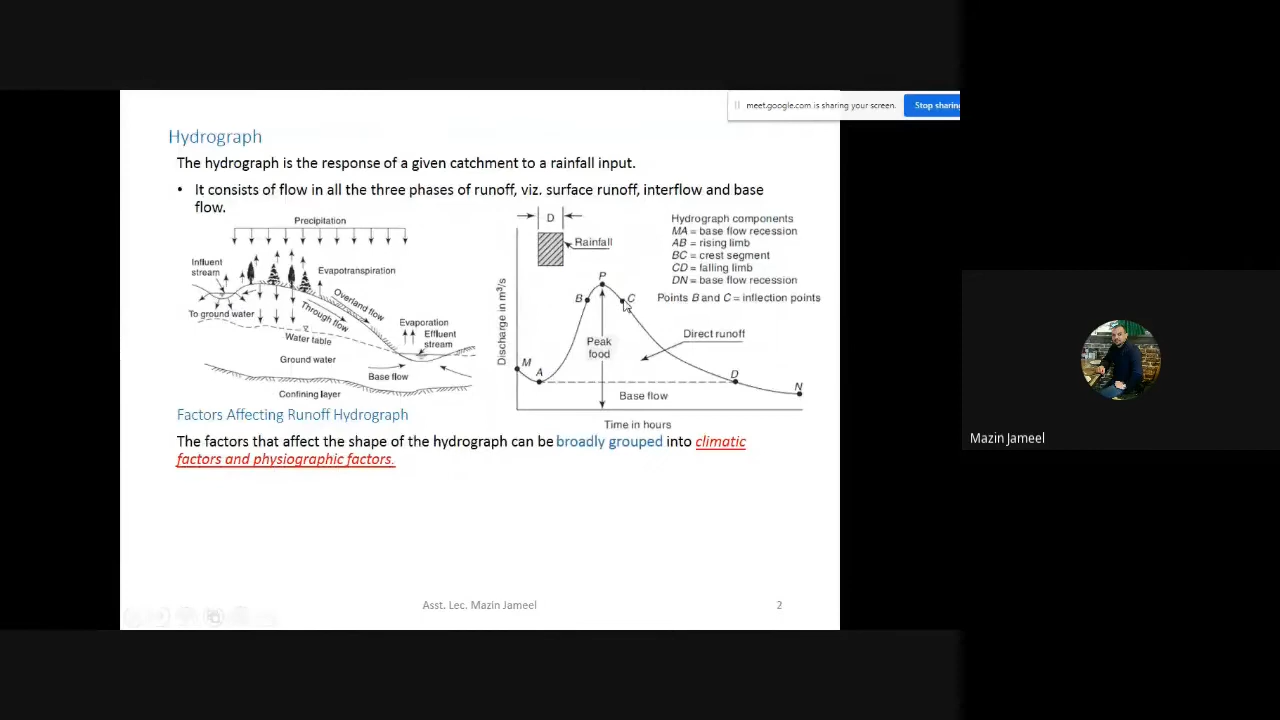 meet.google.com is sharing your screen.
Stop sharing
Hydrograph
The hydrograph is the response of a given catchment to a rainfall input.
• It consists of flow in all the three phases of runoff, viz. surface runoff, interflow and base
flow.
Precipitation
Influent
stream
Evapotranspiration
Overland flow
Through flow
To ground water
Evaporation
Effluent
stream
Water table
Ground water
Base flow
Confining layer
D
Rainfall
Hydrograph components
MA = base flow recession
AB = rising limb
BC = crest segment
CD = falling limb
DN = base flow recession
Points B and C = inflection points
Discharge in m³/s
P
B
C
Peak
food
Direct runoff
M
A
D
N
Base flow
Time in hours
Factors Affecting Runoff Hydrograph
The factors that affect the shape of the hydrograph can be broadly grouped into climatic
factors and physiographic factors.
Asst. Lec. Mazin Jameel
2
Mazin Jameel